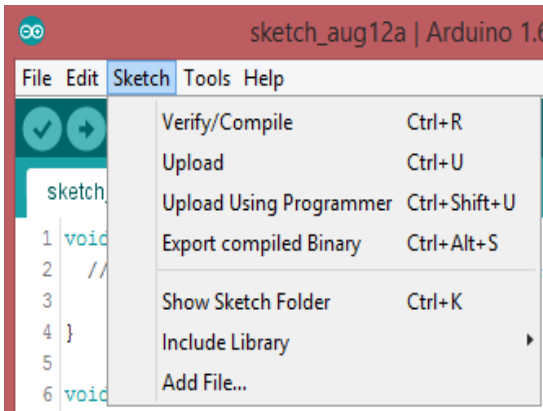 sketch_aug12a | Arduino 1.6
File Edit Sketch Tools Help
Verify/Compile Ctrl+R
Upload Ctrl+U
sketch_
Upload Using Programmer Ctrl+Shift+U
1 void
Export compiled Binary Ctrl+Alt+S
2 //
3
Show Sketch Folder Ctrl+K
4 }
Include Library
5
Add File...
6 void